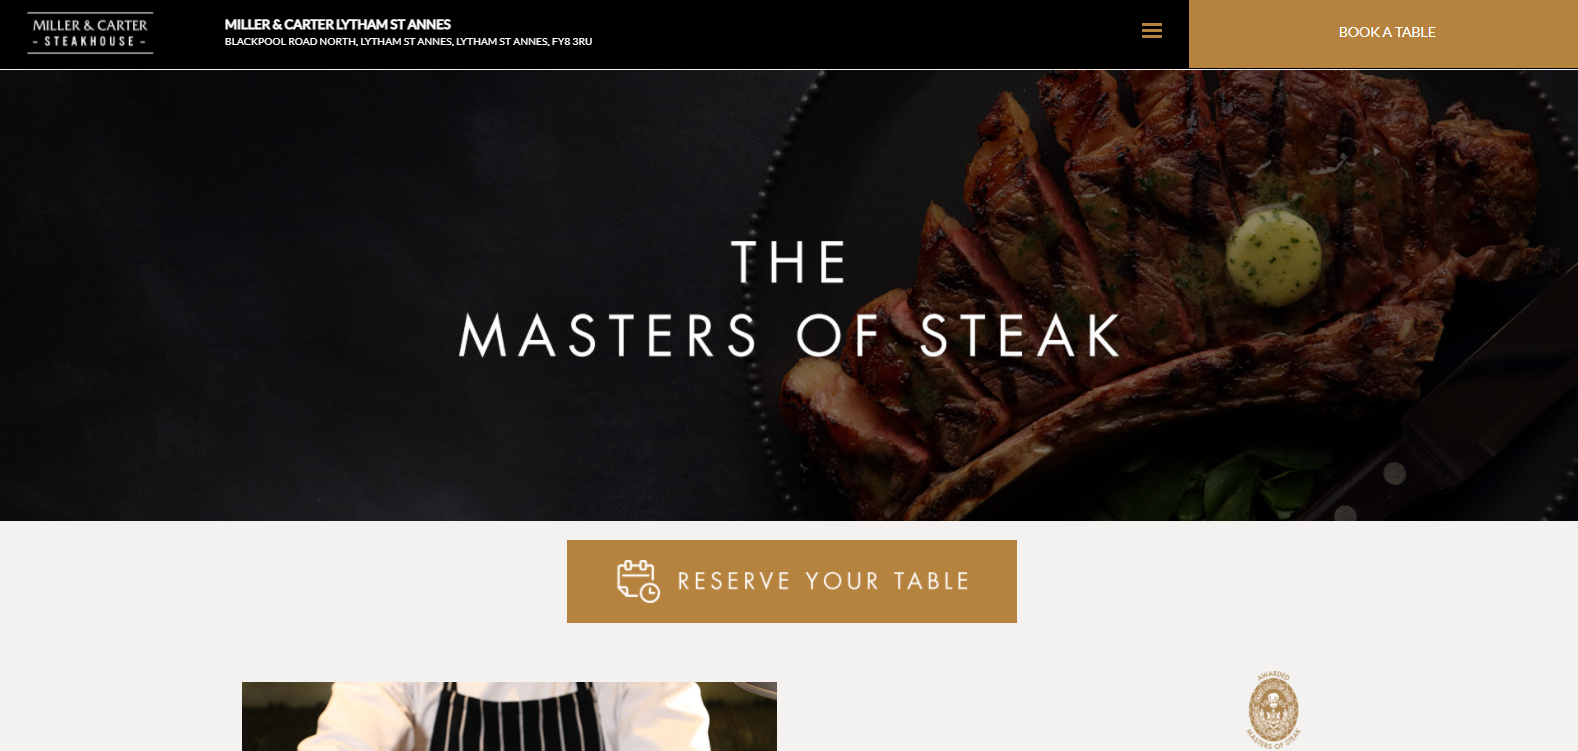 MILLER & CARTER
- STEAKHOUSE -
MILLER & CARTER LYTHAM ST ANNES
BLACKPOOL ROAD NORTH, LYTHAM ST ANNES, LYTHAM ST ANNES, FY8 3RU
BOOK A TABLE
THE
MASTERS OF STEAK
RESERVE YOUR TABLE
AWARDED
MASTERS OF STEAK